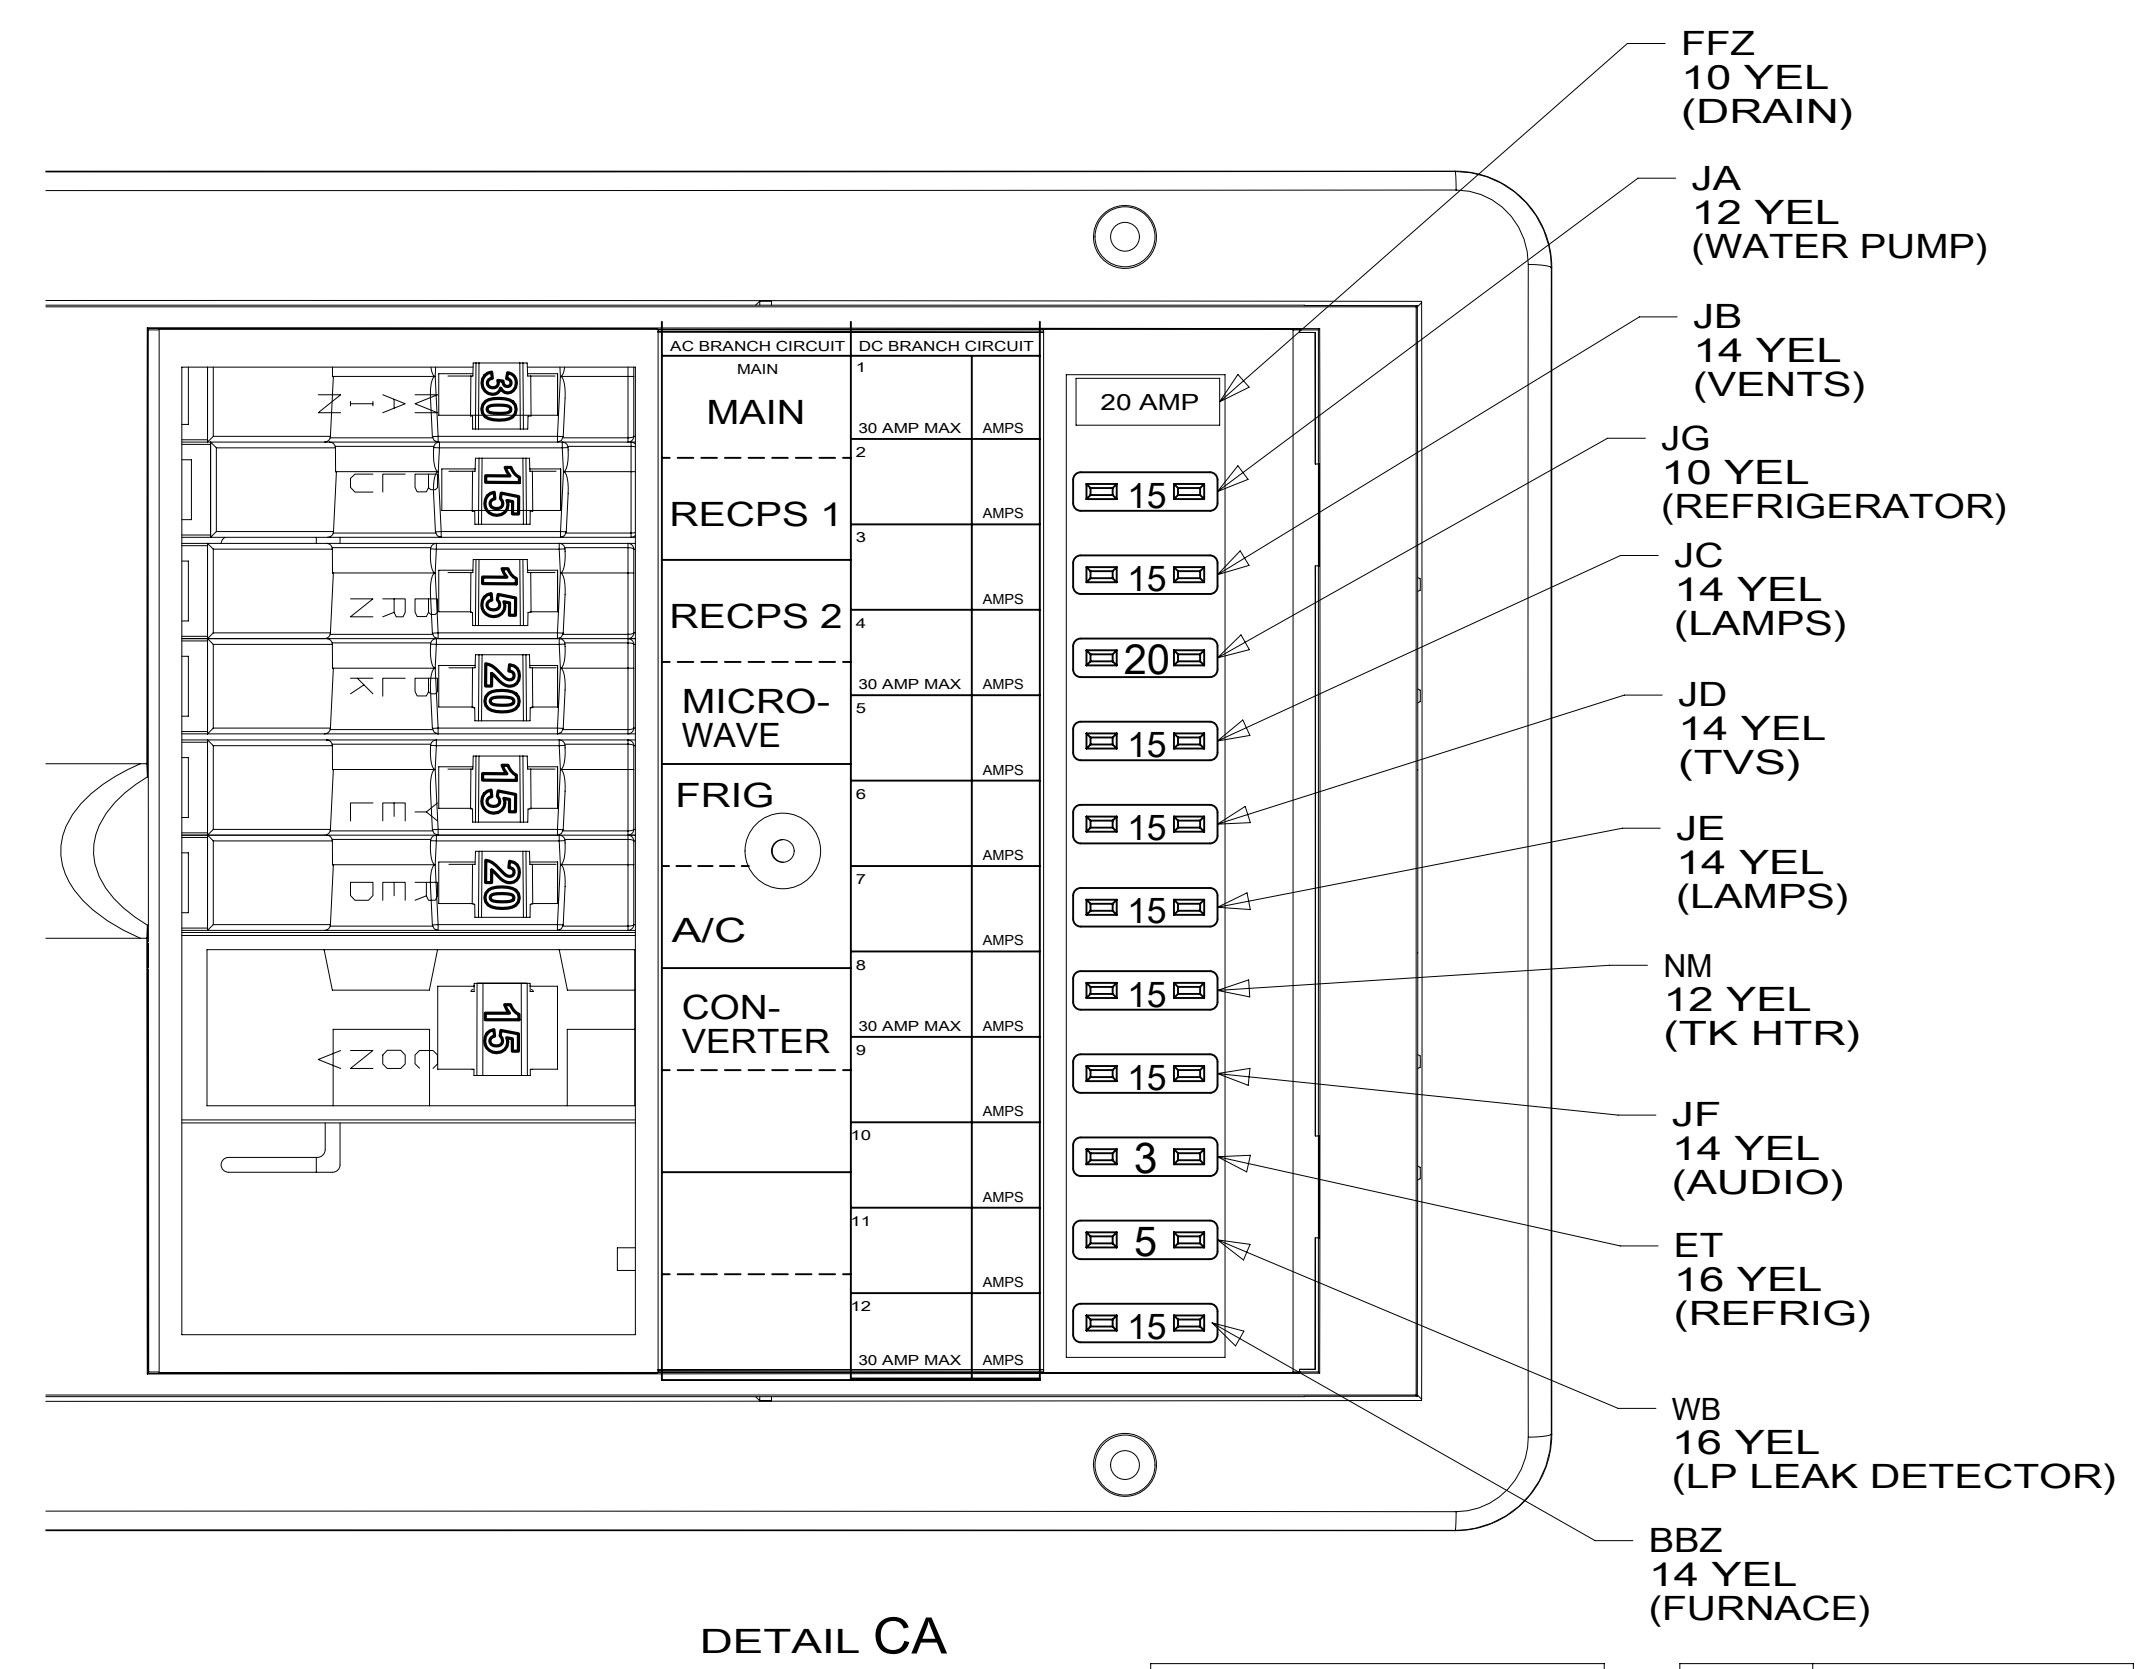 FFZ
10 YEL
(DRAIN)
JA
12 YEL
(WATER PUMP)
JB
14 YEL
(VENTS)
JG
10 YEL
(REFRIGERATOR)
JC
14 YEL
(LAMPS)
JD
14 YEL
(TVS)
JE
14 YEL
(LAMPS)
NM
12 YEL
(TK HTR)
JF
14 YEL
(AUDIO)
ET
16 YEL
(REFRIG)
WB
16 YEL
(LP LEAK DETECTOR)
BBZ
14 YEL
(FURNACE)
MAIN
30
BLU
15
BRN
15
BLK
20
YEL
15
RED
20
CONV
15
AC BRANCH CIRCUIT
MAIN
MAIN
RECPS 1
RECPS 2
MICRO-
WAVE
FRIG
A/C
CON-
VERTER
DC BRANCH CIRCUIT
1
30 AMP MAX AMPS
2
AMPS
3
AMPS
4
30 AMP MAX AMPS
5
AMPS
6
AMPS
7
AMPS
8
30 AMP MAX AMPS
9
AMPS
10
AMPS
11
AMPS
12
30 AMP MAX AMPS
20 AMP
15
15
20
15
15
15
15
15
3
5
15
DETAIL CA